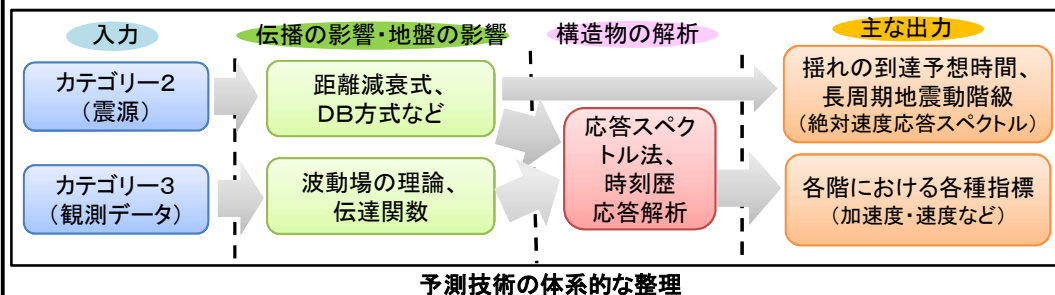 入力
伝播の影響・地盤の影響
構造物の解析
主な出力
カテゴリー2
（震源）
距離減衰式、
DB方式など
揺れの到達予想時間、
長周期地震動階級
（絶対速度応答スペクトル）
応答スペク
トル法、
時刻歴
応答解析
カテゴリー3
（観測データ）
波動場の理論、
伝達関数
各階における各種指標
（加速度・速度など）
予測技術の体系的な整理